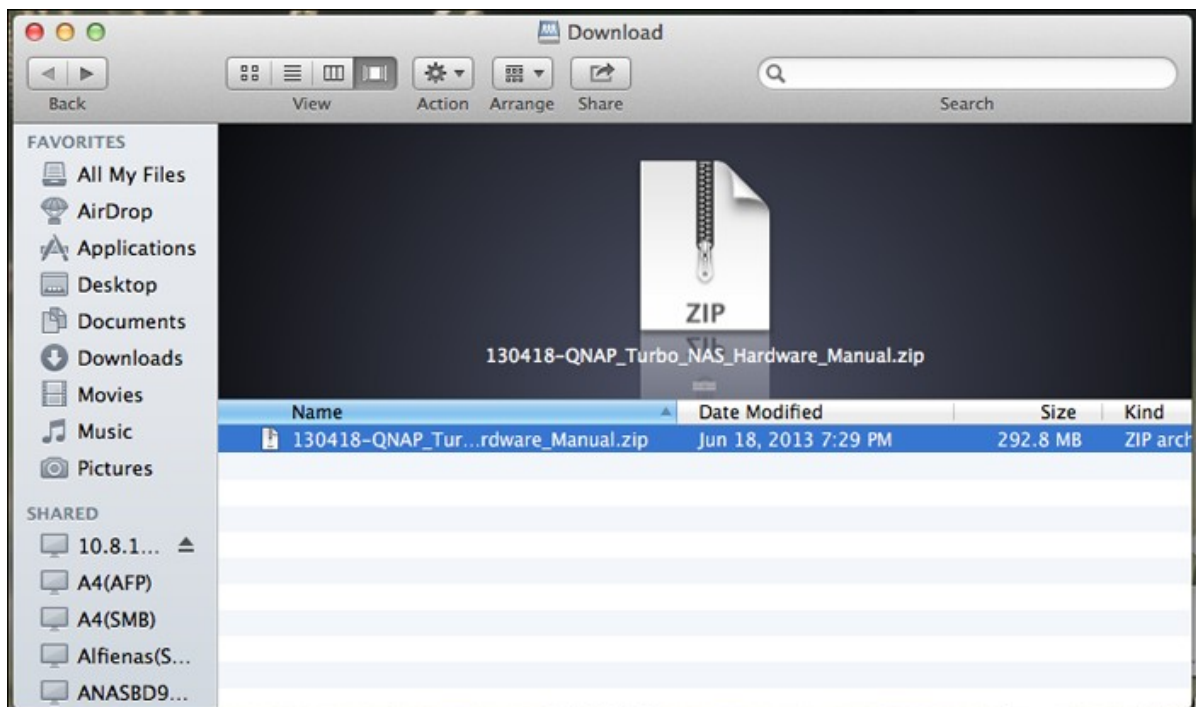 Download
Back View Action Arrange Share Search
FAVORITES
All My Files
AirDrop
Applications
Desktop
Documents
Downloads
Movies
Music
Pictures
SHARED
10.8.1...
A4(AFP)
A4(SMB)
Alfienas(S...
ANASBD9...
ZIP
130418-QNAP_Turbo_NAS_Hardware_Manual.zip
Name Date Modified Size Kind
130418-QNAP_Tur...rdware_Manual.zip Jun 18, 2013 7:29 PM 292.8 MB ZIP arch